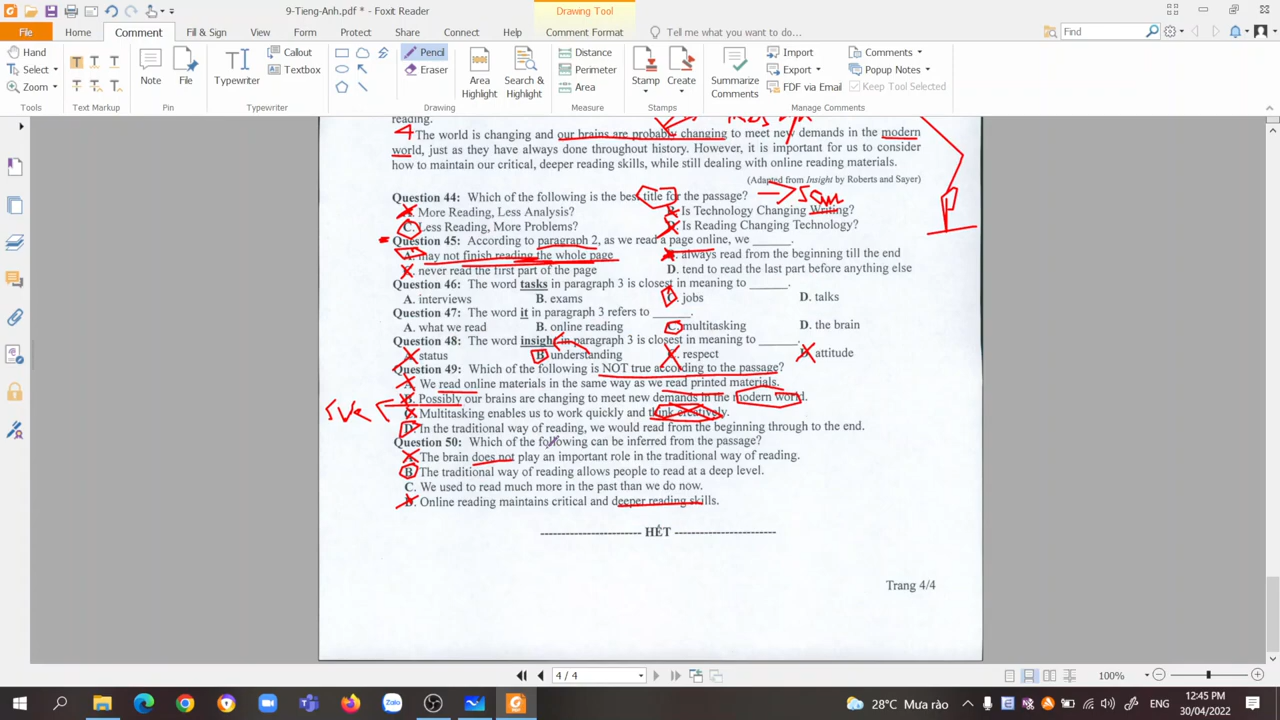 9-Tieng-Anh.pdf * - Foxit Reader
Drawing Tool
File Home Comment Fill & Sign View Form Protect Share Connect Help Comment Format Tell me what you want to do... Find
Hand
Select
Zoom
Tools
Text Markup
Note
File
Pin
Typewriter
Callout
Textbox
Typewriter
Pencil
Eraser
Drawing
Area Highlight
Search & Highlight
Distance
Perimeter
Area
Measure
Stamp
Create
Stamps
Summarize Comments
Import
Export
FDF via Email
Comments
Popup Notes
Keep Tool Selected
Manage Comments
reading.
4 The world is changing and our brains are probably changing to meet new demands in the modern
world, just as they have always done throughout history. However, it is important for us to consider
how to maintain our critical, deeper reading skills, while still dealing with online reading materials.
(Adapted from Insight by Roberts and Sayer)
Question 44: Which of the following is the best title for the passage?
A. More Reading, Less Analysis? B. Is Technology Changing Writing?
C. Less Reading, More Problems? D. Is Reading Changing Technology?
Question 45: According to paragraph 2, as we read a page online, we ______.
A. may not finish reading the whole page B. always read from the beginning till the end
C. never read the first part of the page D. tend to read the last part before anything else
Question 46: The word tasks in paragraph 3 is closest in meaning to ______.
A. interviews B. exams C. jobs D. talks
Question 47: The word it in paragraph 3 refers to ______.
A. what we read B. online reading C. multitasking D. the brain
Question 48: The word insight in paragraph 3 is closest in meaning to ______.
A. status B. understanding C. respect D. attitude
Question 49: Which of the following is NOT true according to the passage?
A. We read online materials in the same way as we read printed materials.
B. Possibly our brains are changing to meet new demands in the modern world.
C. Multitasking enables us to work quickly and think creatively.
D. In the traditional way of reading, we would read from the beginning through to the end.
Question 50: Which of the following can be inferred from the passage?
A. The brain does not play an important role in the traditional way of reading.
B. The traditional way of reading allows people to read at a deep level.
C. We used to read much more in the past than we do now.
D. Online reading maintains critical and deeper reading skills.
------------------------ HẾT ------------------------
Trang 4/4
4 / 4
100%
28°C Mưa rào
ENG
12:45 PM
30/04/2022